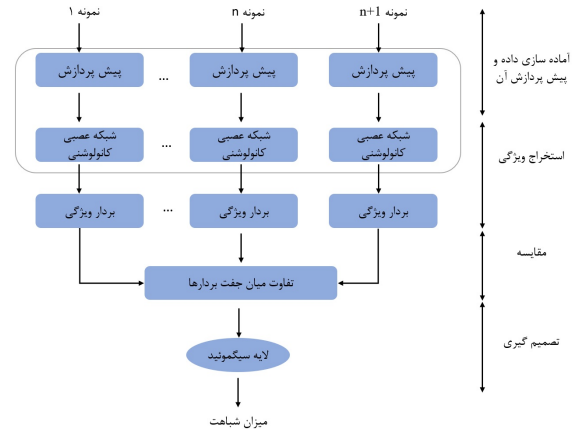 نمونه ۱
نمونه n
نمونه n+1
پیش پردازش
...
پیش پردازش
پیش پردازش
آماده سازی داده و
پیش پردازش آن
شبکه عصبی
کانولوشنی
...
شبکه عصبی
کانولوشنی
شبکه عصبی
کانولوشنی
استخراج ویژگی
بردار ویژگی
...
بردار ویژگی
بردار ویژگی
مقایسه
تفاوت میان جفت بردارها
تصمیم گیری
لایه سیگموئید
میزان شباهت